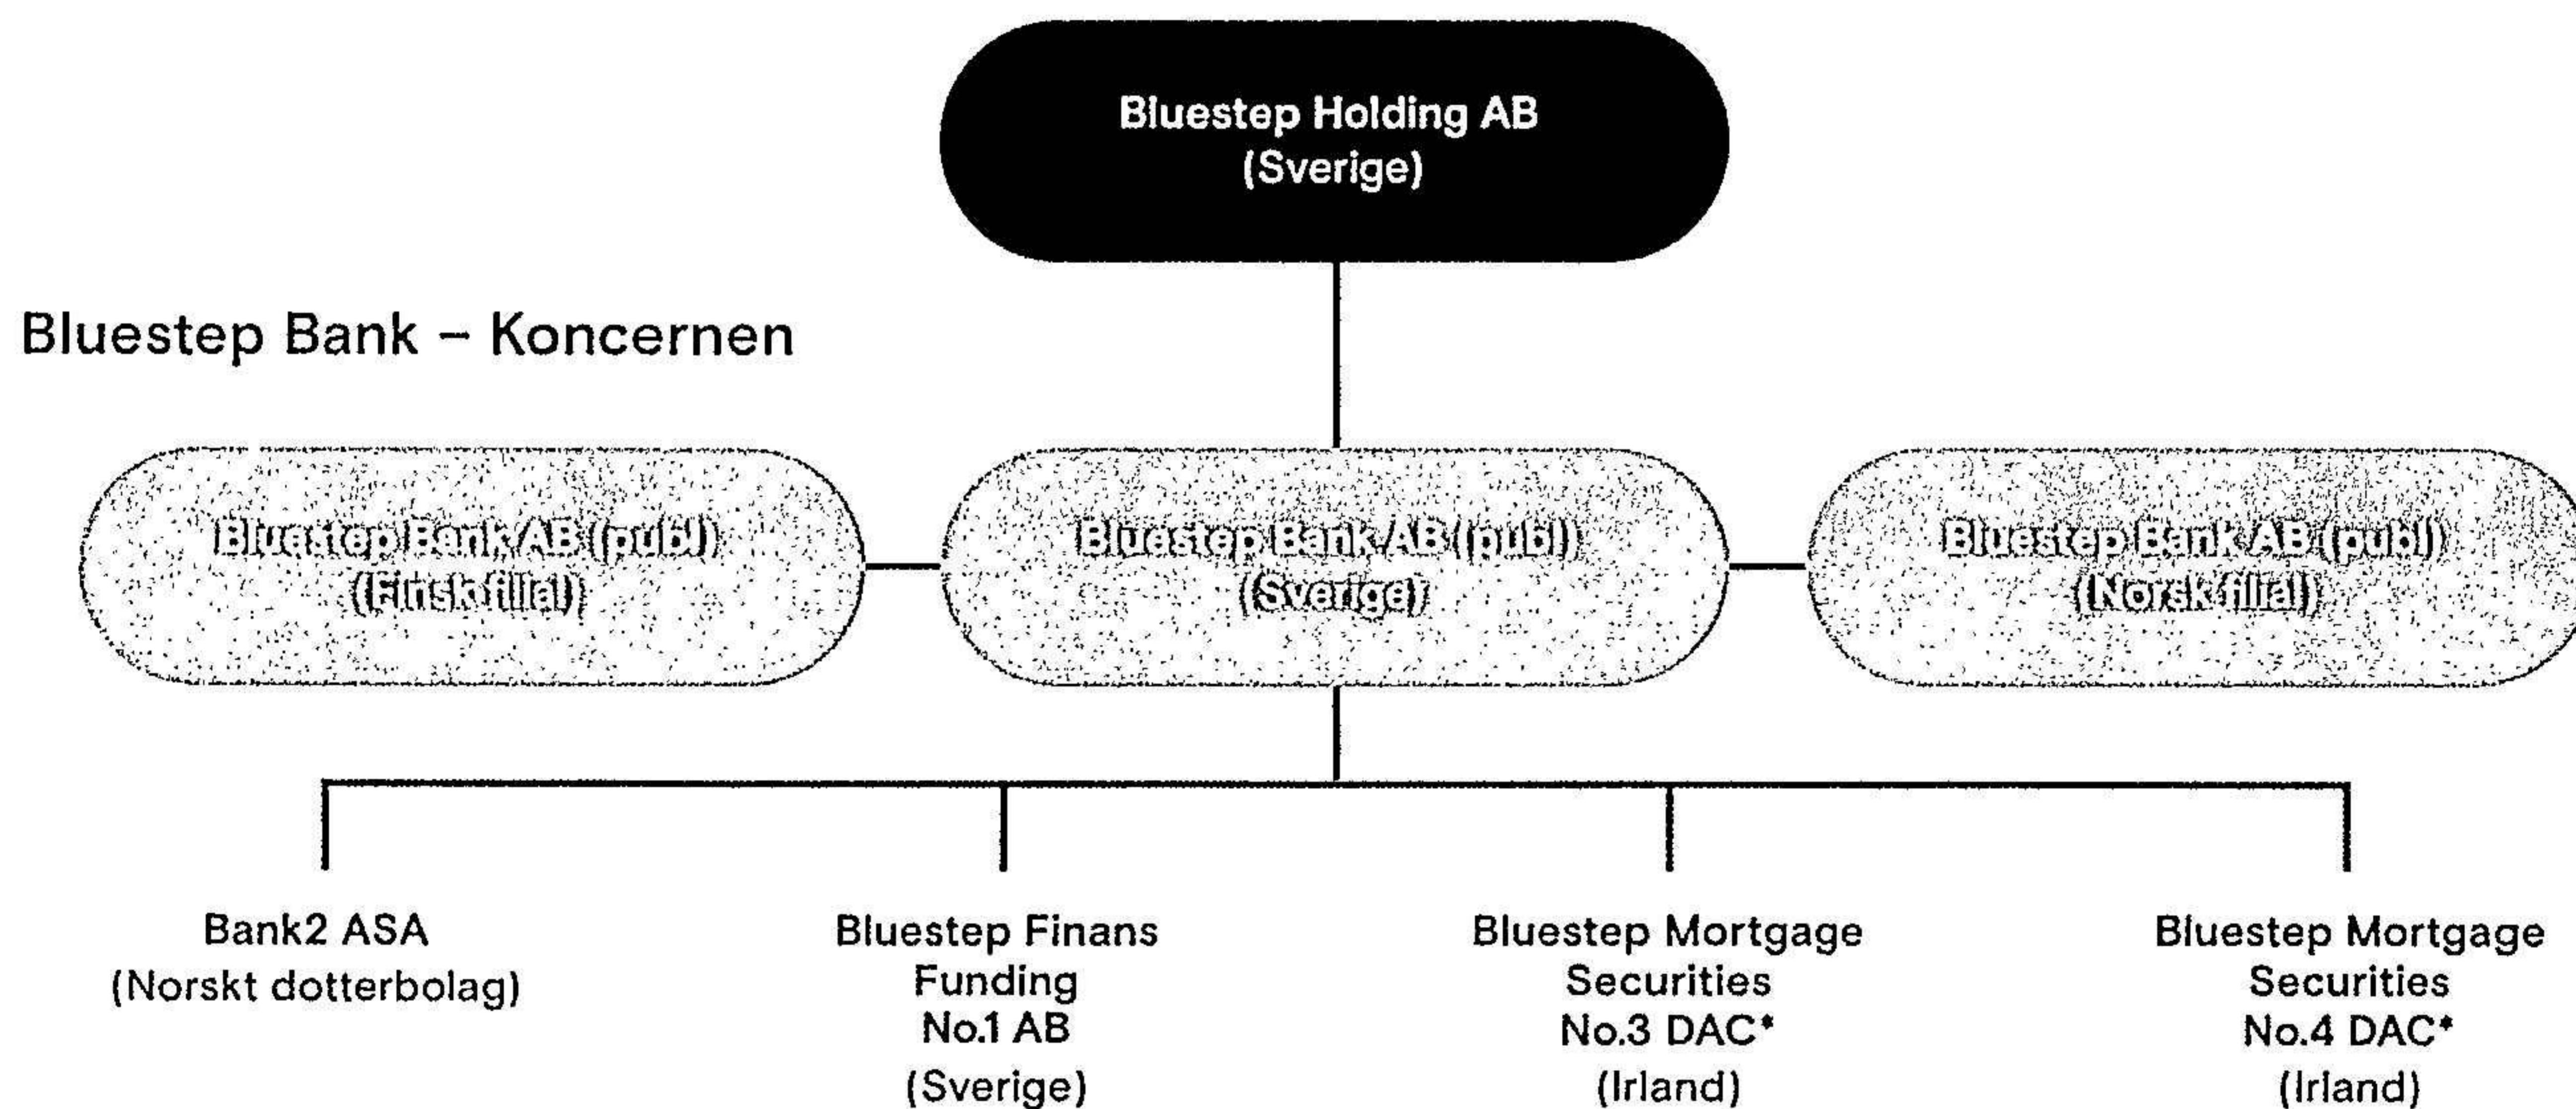 Bluestep Holding AB
(Sverige)
Bluestep Bank – Koncernen
Bluestep Bank AB (publ)
(Finsk filial)
Bluestep Bank AB (publ)
(Sverige)
Bluestep Bank AB (publ)
(Norsk filial)
Bank2 ASA
(Norskt dotterbolag)
Bluestep Finans
Funding
No.1 AB
(Sverige)
Bluestep Mortgage
Securities
No.3 DAC*
(Irland)
Bluestep Mortgage
Securities
No.4 DAC*
(Irland)